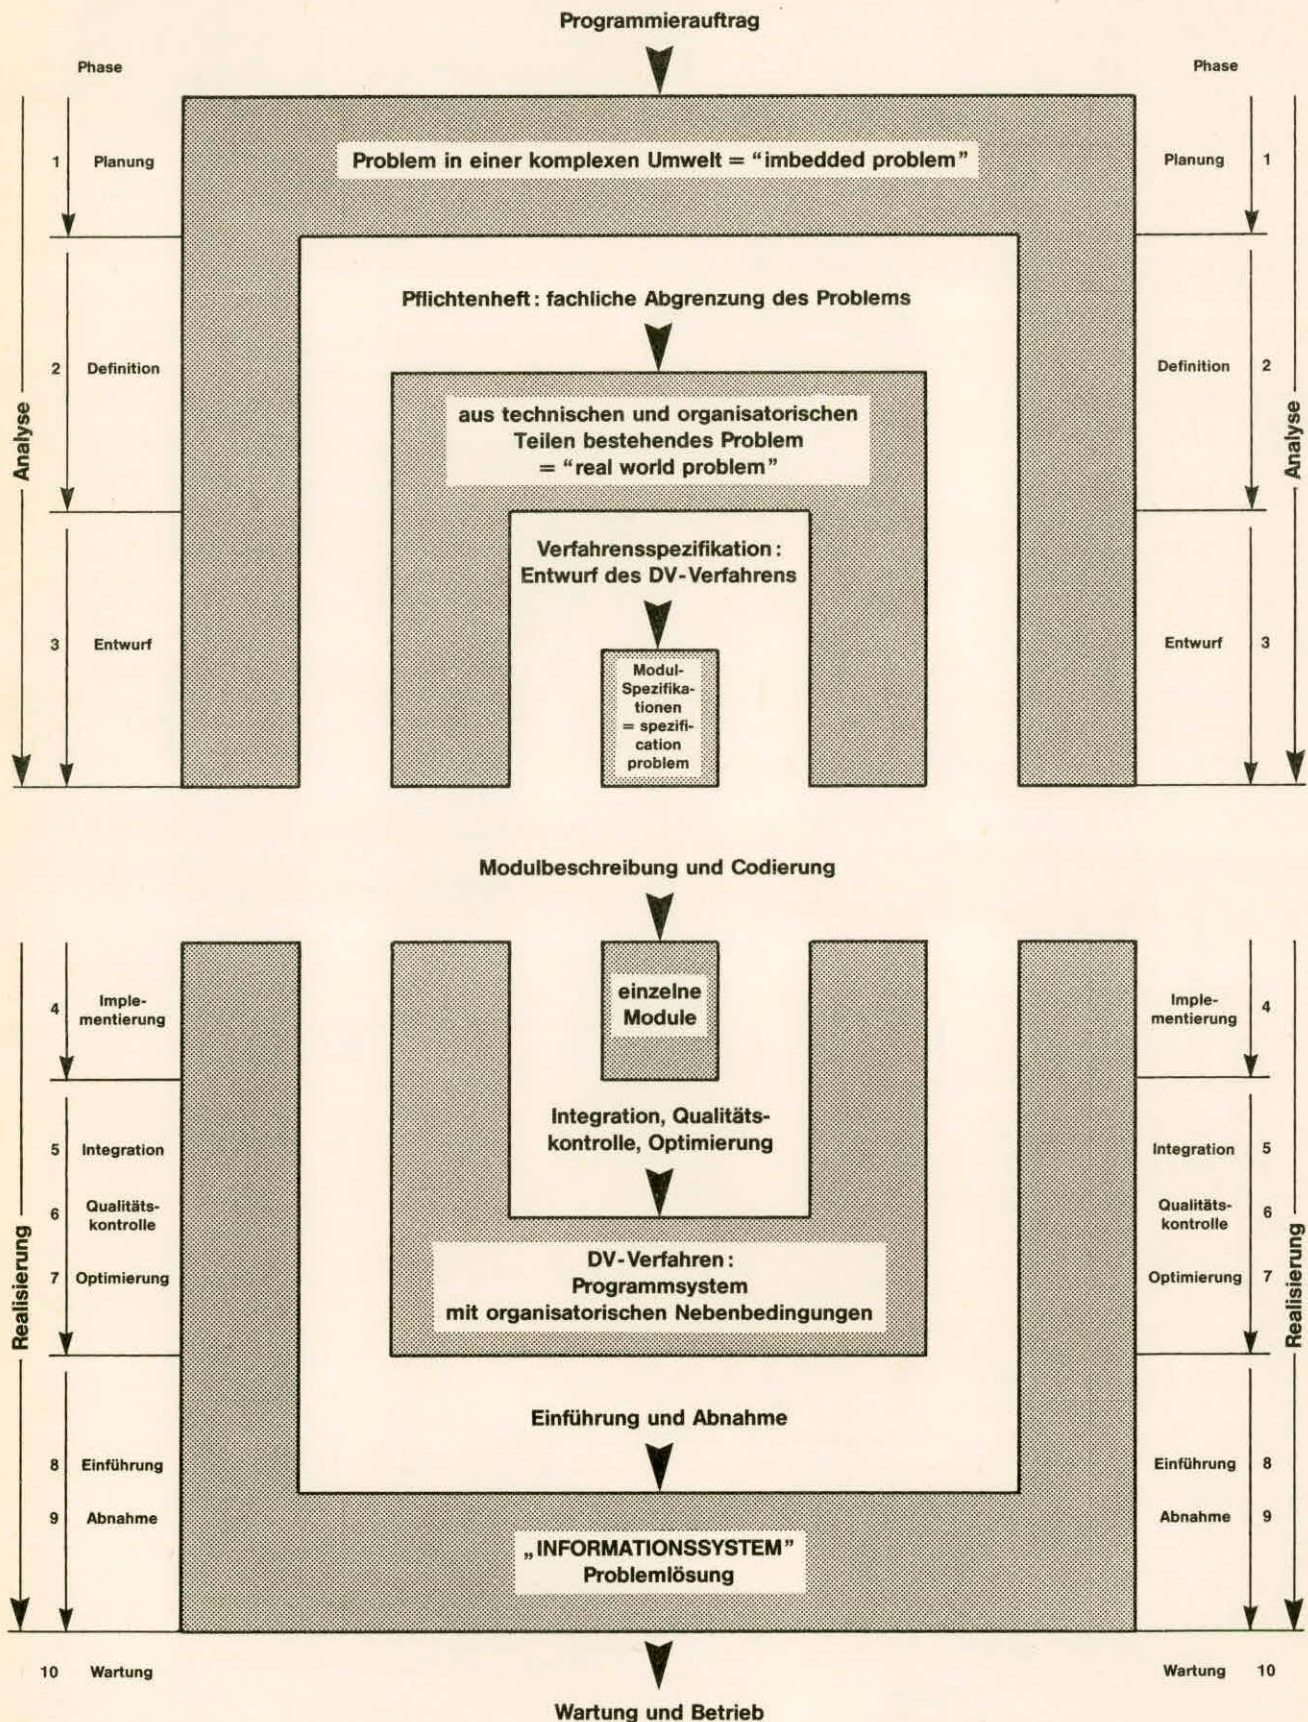 Programmierauftrag
Phase
Phase
1 Planung
Problem in einer komplexen Umwelt = “imbedded problem”
Planung 1
Pflichtenheft: fachliche Abgrenzung des Problems
2 Definition
Definition 2
Analyse
aus technischen und organisatorischen
Teilen bestehendes Problem
= “real world problem”
Analyse
Verfahrensspezifikation:
Entwurf des DV-Verfahrens
3 Entwurf
Entwurf 3
Modul-
Spezifika-
tionen
= spezifi-
cation
problem
Modulbeschreibung und Codierung
4 Imple-
mentierung
einzelne
Module
Imple-
mentierung 4
Integration, Qualitäts-
kontrolle, Optimierung
5 Integration
Integration 5
6 Qualitäts-
kontrolle
Qualitäts-
kontrolle 6
Realisierung
7 Optimierung
DV-Verfahren:
Programmsystem
mit organisatorischen Nebenbedingungen
Optimierung 7
Realisierung
Einführung und Abnahme
8 Einführung
Einführung 8
9 Abnahme
Abnahme 9
„INFORMATIONSSYSTEM”
Problemlösung
10 Wartung
Wartung 10
Wartung und Betrieb